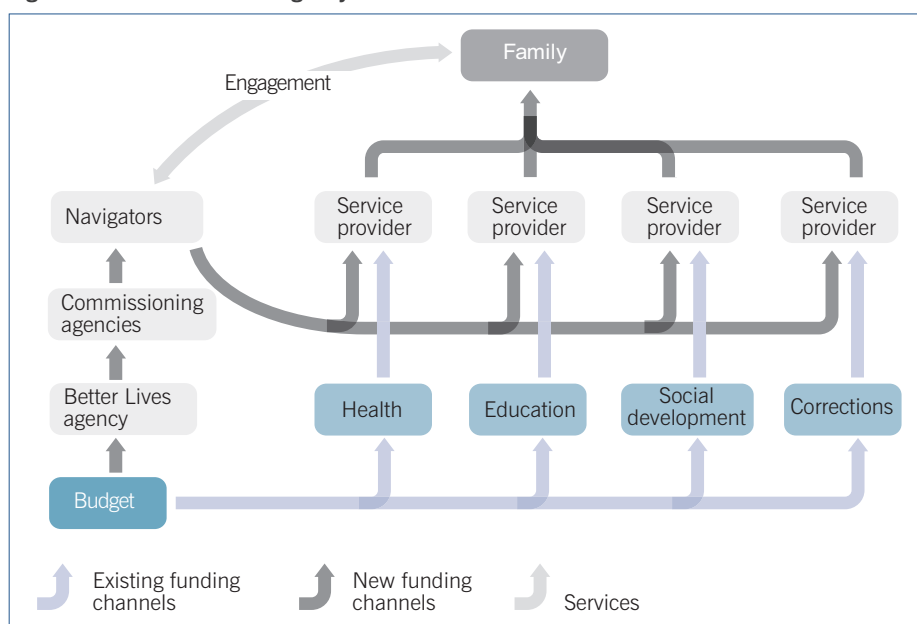 Family
Engagement
Navigators
Service
provider
Service
provider
Service
provider
Service
provider
Commissioning
agencies
Better Lives
agency
Health
Education
Social
development
Corrections
Budget
Existing funding
channels
New funding
channels
Services